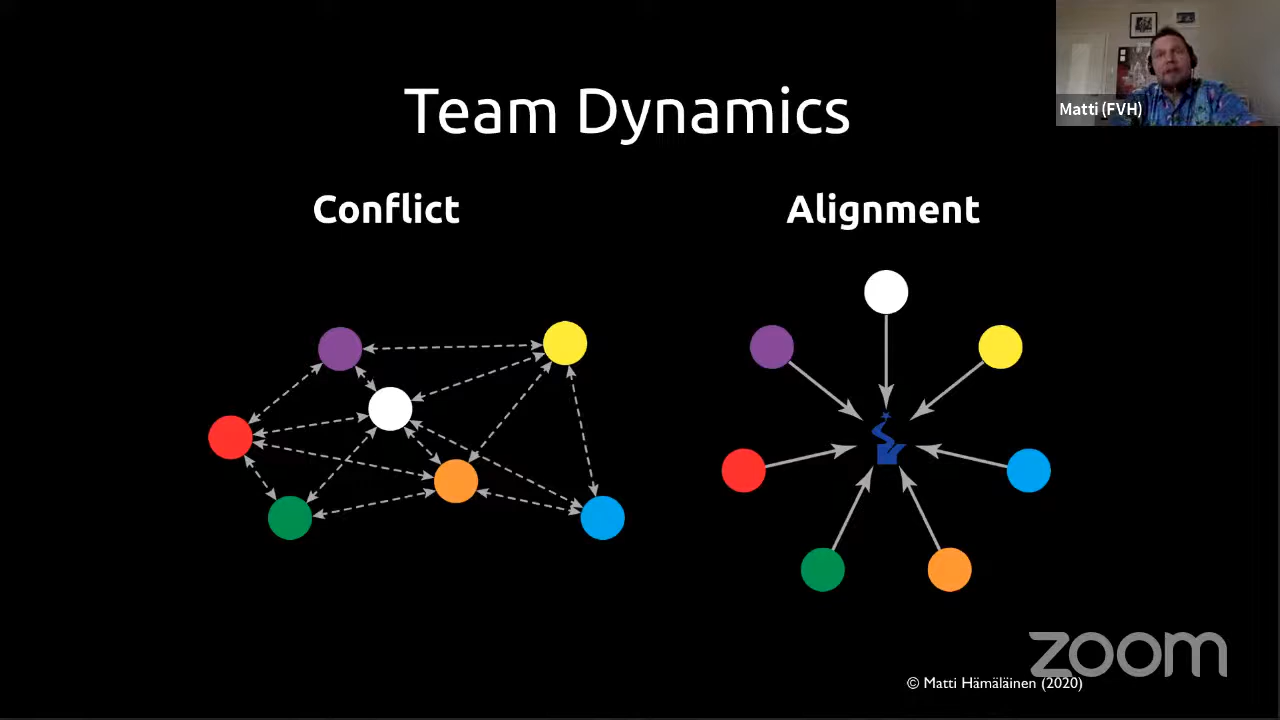 Team Dynamics
Matti (FVH)
Conflict
Alignment
zoom
© Matti Hämäläinen (2020)